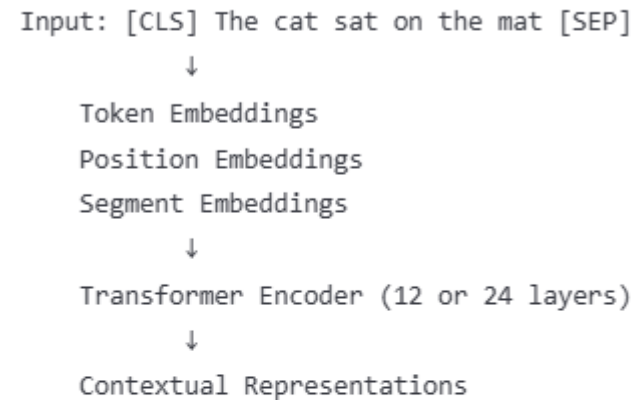 Input: [CLS] The cat sat on the mat [SEP]
↓
Token Embeddings
Position Embeddings
Segment Embeddings
↓
Transformer Encoder (12 or 24 layers)
↓
Contextual Representations